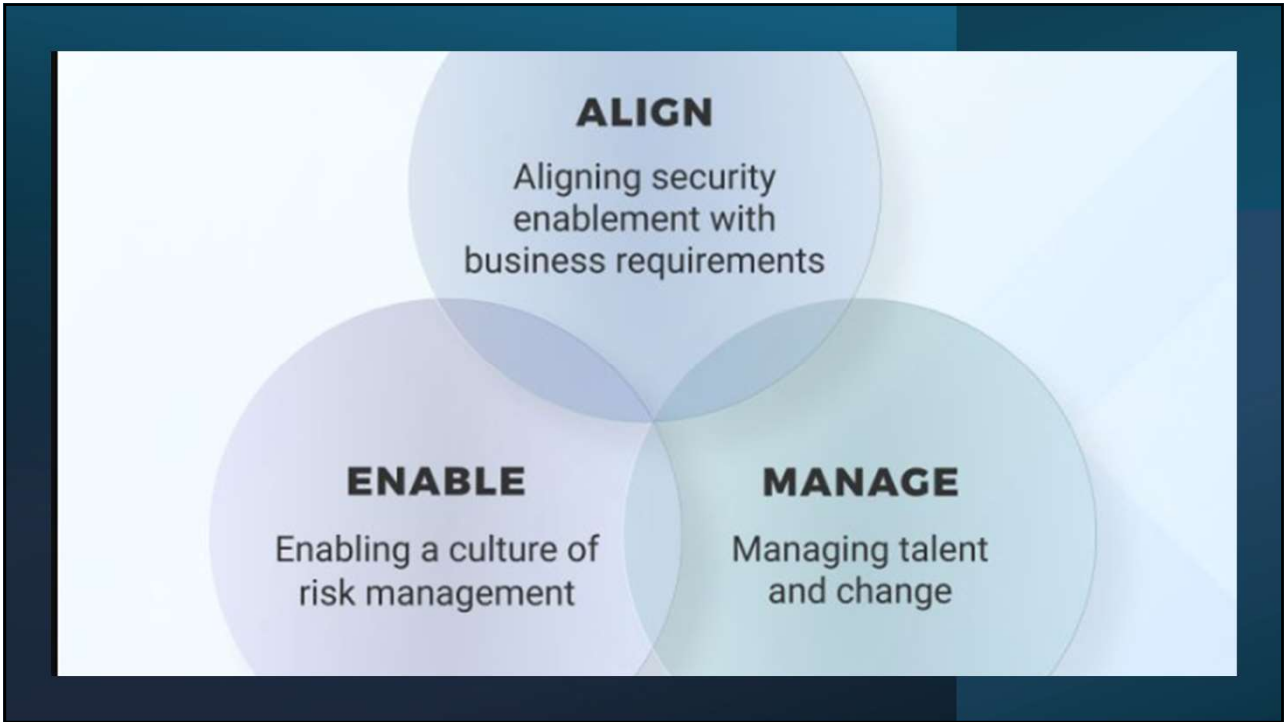 ALIGN
Aligning security
enablement with
business requirements
ENABLE
Enabling a culture of
risk management
MANAGE
Managing talent
and change